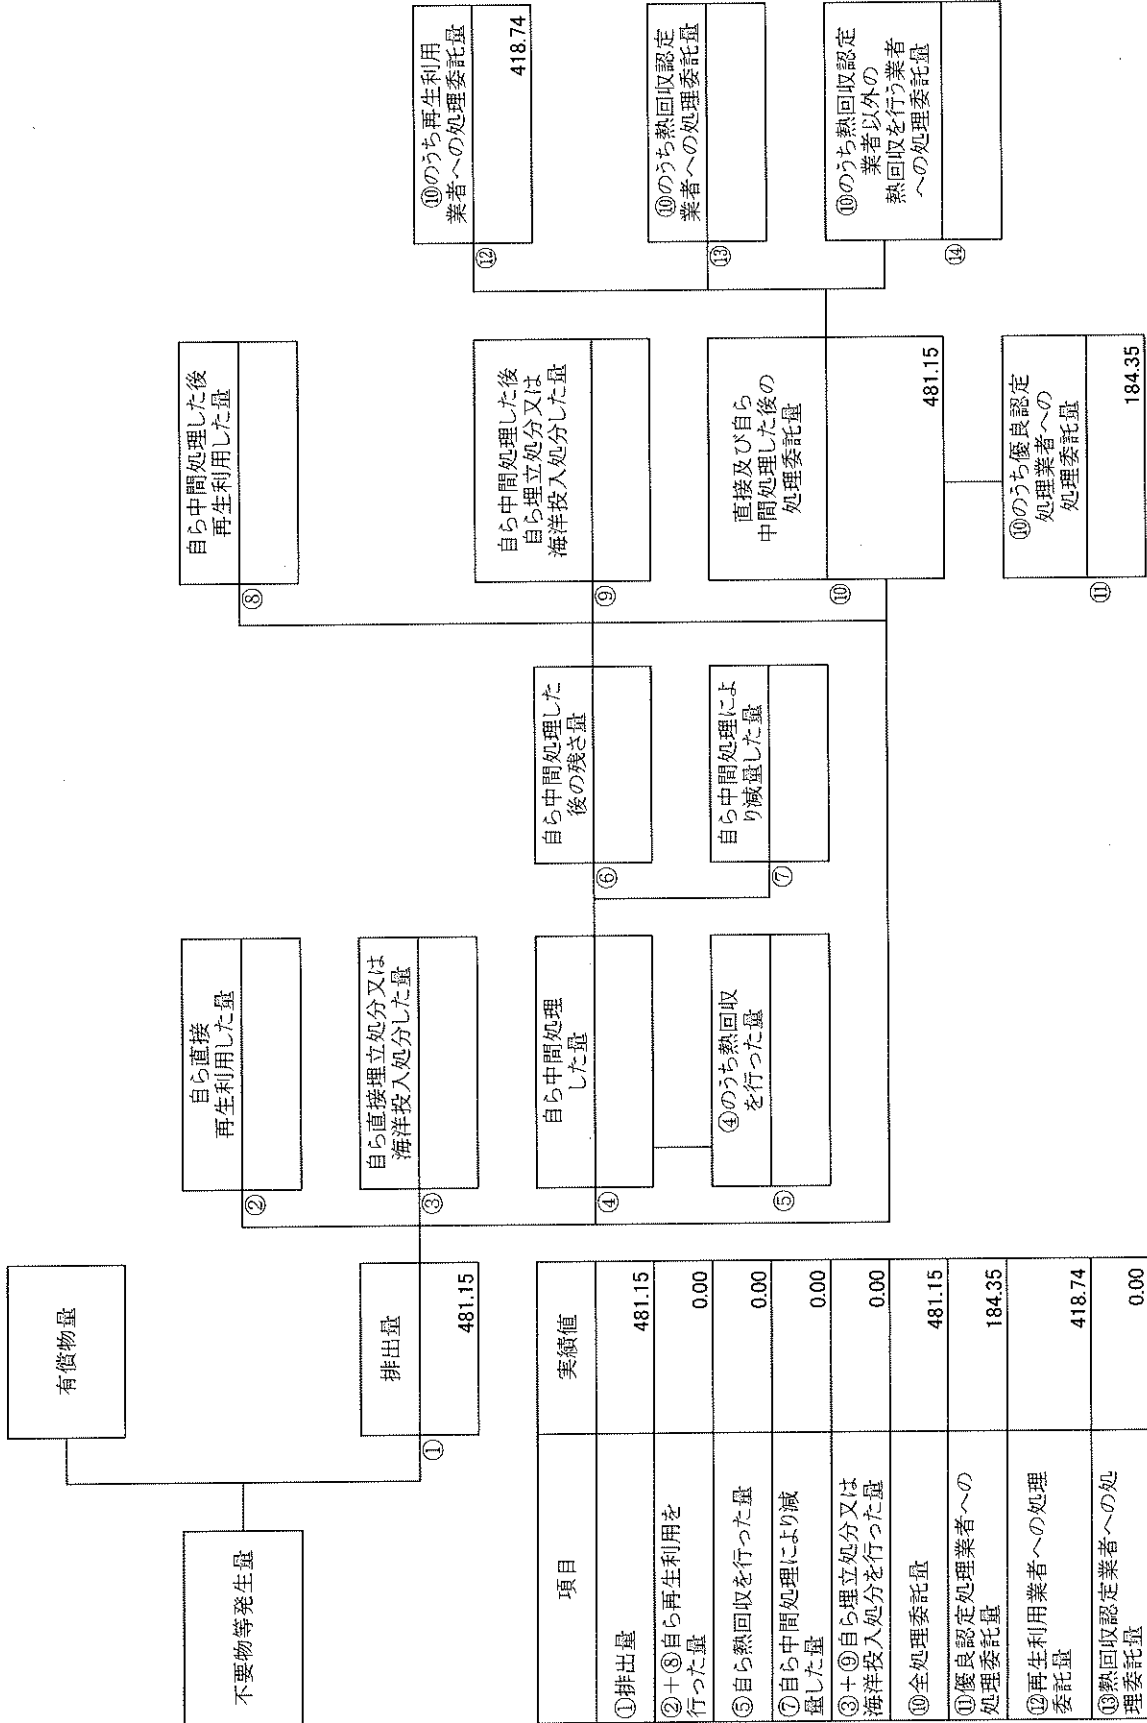 不要物等発生量
有償物量
①
排出量
481.15
②
自ら直接
再生利用した量
③
自ら直接埋立処分又は
海洋投入処分した量
④
自ら中間処理
した量
⑤
④のうち熱回収
を行った量
⑥
自ら中間処理した
後の残さ量
⑦
自ら中間処理によ
り減量した量
⑧
自ら中間処理した後
再生利用した量
⑨
自ら中間処理した後
自ら埋立処分又は
海洋投入処分した量
⑩
直接及び自ら
中間処理した後の
処理委託量
481.15
⑪
⑩のうち優良認定
処理業者への
処理委託量
184.35
⑫
⑩のうち再生利用
業者への処理委託量
418.74
⑬
⑩のうち熱回収認定
業者への処理委託量
⑭
⑩のうち熱回収認定
業者以外の
熱回収を行う業者
への処理委託量
項目 実績値
①排出量 481.15
②+⑧自ら再生利用を
行った量 0.00
⑤自ら熱回収を行った量 0.00
⑦自ら中間処理により減
量した量 0.00
③+⑨自ら埋立処分又は
海洋投入処分を行った量 0.00
⑩全処理委託量 481.15
⑪優良認定処理業者への
処理委託量 184.35
⑫再生利用業者への処理
委託量 418.74
⑬熱回収認定業者への処
理委託量 0.00